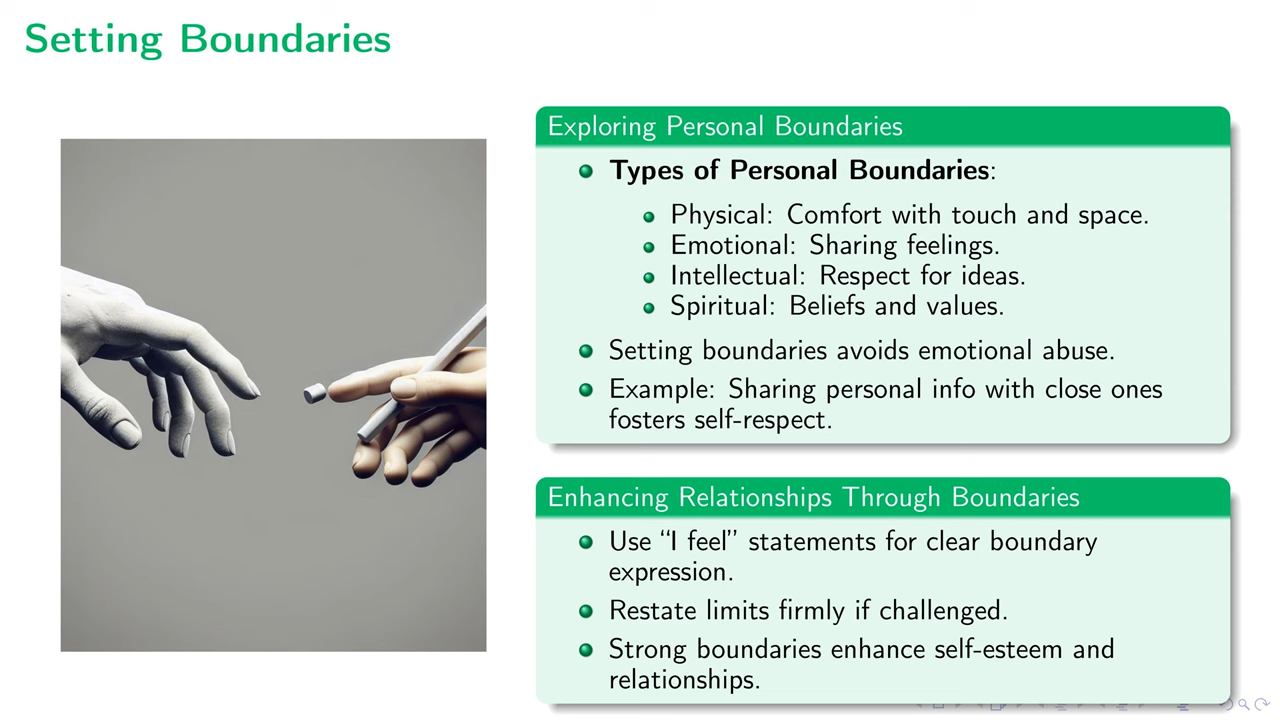 Setting Boundaries
Exploring Personal Boundaries
Types of Personal Boundaries:
Physical: Comfort with touch and space.
Emotional: Sharing feelings.
Intellectual: Respect for ideas.
Spiritual: Beliefs and values.
Setting boundaries avoids emotional abuse.
Example: Sharing personal info with close ones
fosters self-respect.
Enhancing Relationships Through Boundaries
Use “I feel” statements for clear boundary
expression.
Restate limits firmly if challenged.
Strong boundaries enhance self-esteem and
relationships.